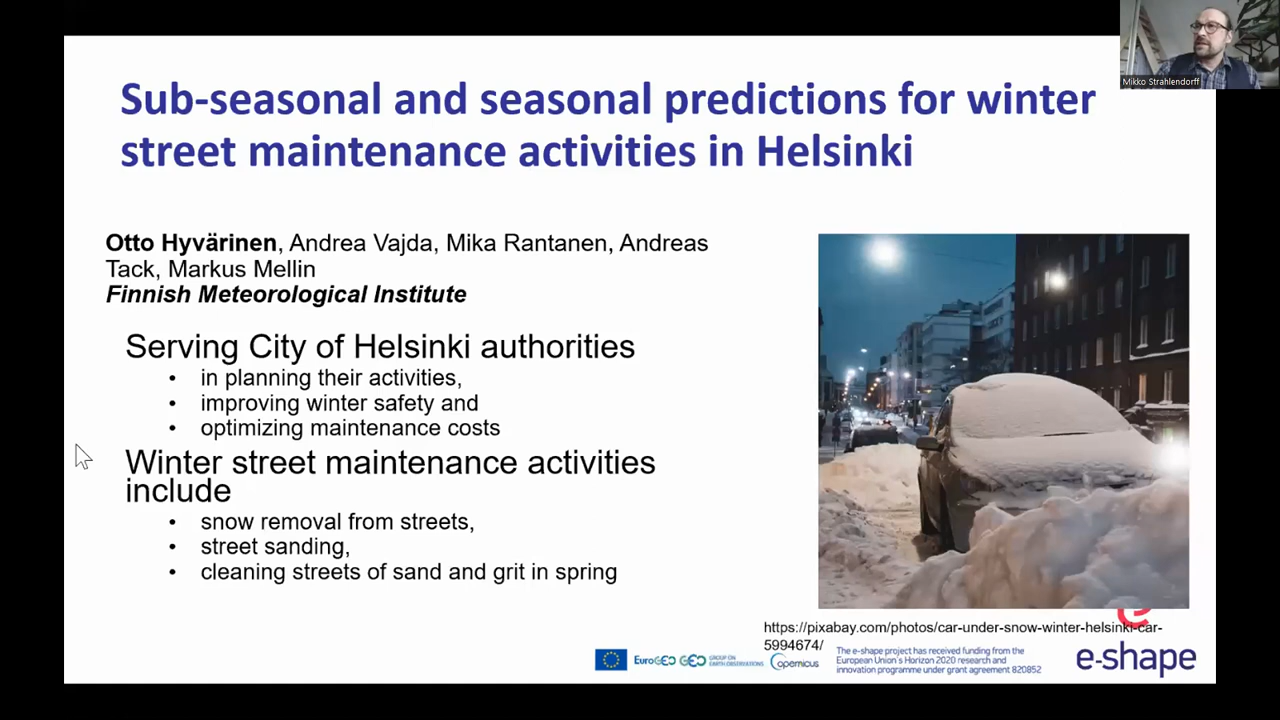 Mikko Strahlendorff
Sub-seasonal and seasonal predictions for winter
street maintenance activities in Helsinki
Otto Hyvärinen, Andrea Vajda, Mika Rantanen, Andreas
Tack, Markus Mellin
Finnish Meteorological Institute
Serving City of Helsinki authorities
• in planning their activities,
• improving winter safety and
• optimizing maintenance costs
Winter street maintenance activities
include
• snow removal from streets,
• street sanding,
• cleaning streets of sand and grit in spring
https://pixabay.com/photos/car-under-snow-winter-helsinki-car-
5994674/
EuroGEO GEO GROUP ON
EARTH OBSERVATIONS
Copernicus
The e-shape project has received funding from the
European Union's Horizon 2020 research and
innovation programme under grant agreement 820852
e-shape